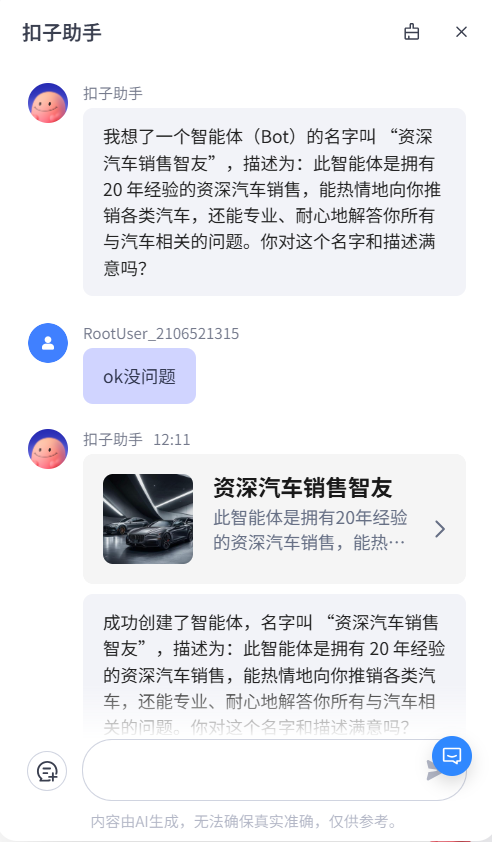 扣子助手
扣子助手
我想了一个智能体（Bot）的名字叫 “资深
汽车销售智友” ，描述为：此智能体是拥有
20 年经验的资深汽车销售，能热情地向你推
销各类汽车，还能专业、耐心地解答你所有
与汽车相关的问题。你对这个名字和描述满
意吗？
RootUser_2106521315
ok没问题
扣子助手 12:11
资深汽车销售智友
此智能体是拥有20年经验
的资深汽车销售，能热…
成功创建了智能体，名字叫 “资深汽车销售
智友” ，描述为：此智能体是拥有 20 年经验
的资深汽车销售，能热情地向你推销各类汽
车，还能专业、耐心地解答你所有与汽车相
关的问题。你对这个名字和描述满意吗？
内容由AI生成，无法确保真实准确，仅供参考。